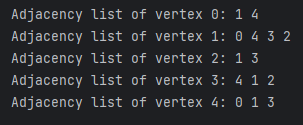 Adjacency list of vertex 0: 1 4
Adjacency list of vertex 1: 0 4 3 2
Adjacency list of vertex 2: 1 3
Adjacency list of vertex 3: 4 1 2
Adjacency list of vertex 4: 0 1 3